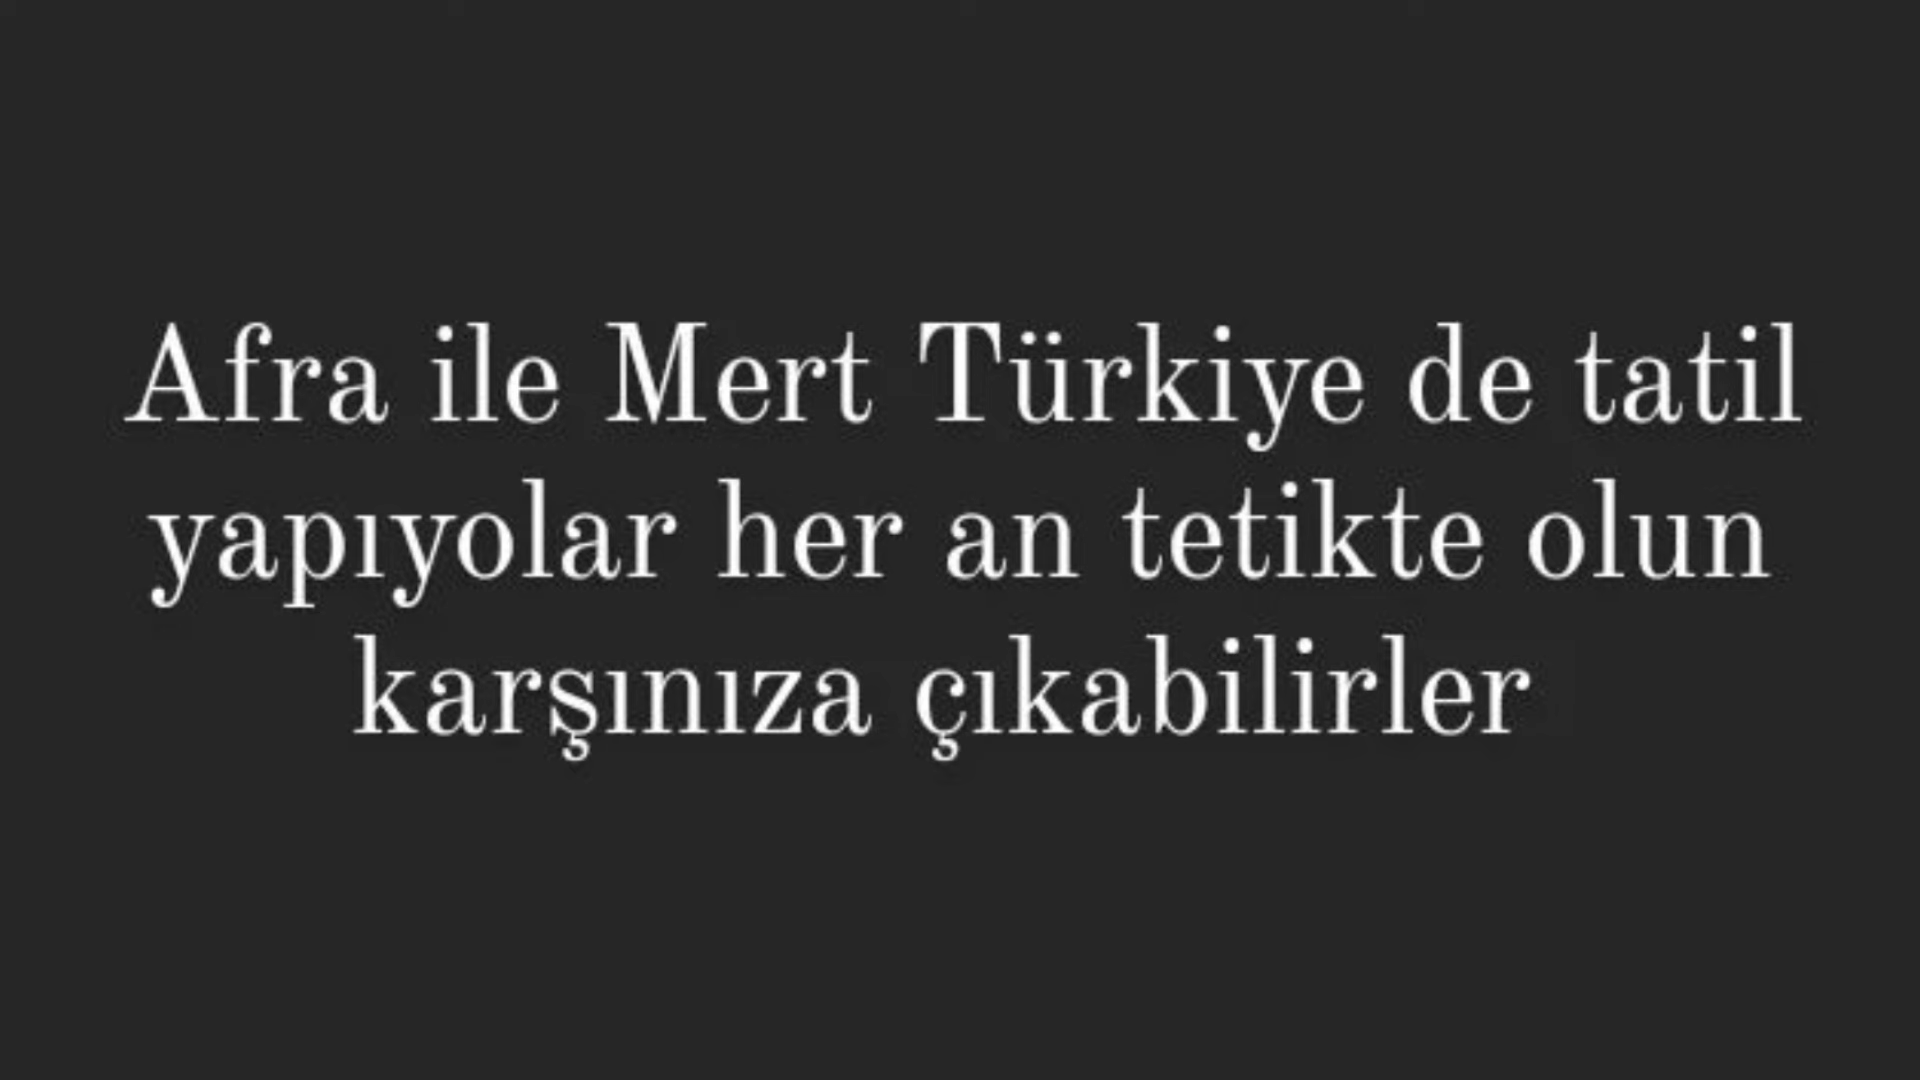 Afra ile Mert Türkiye de tatil
yapıyolar her an tetikte olun
karşınıza çıkabilirler